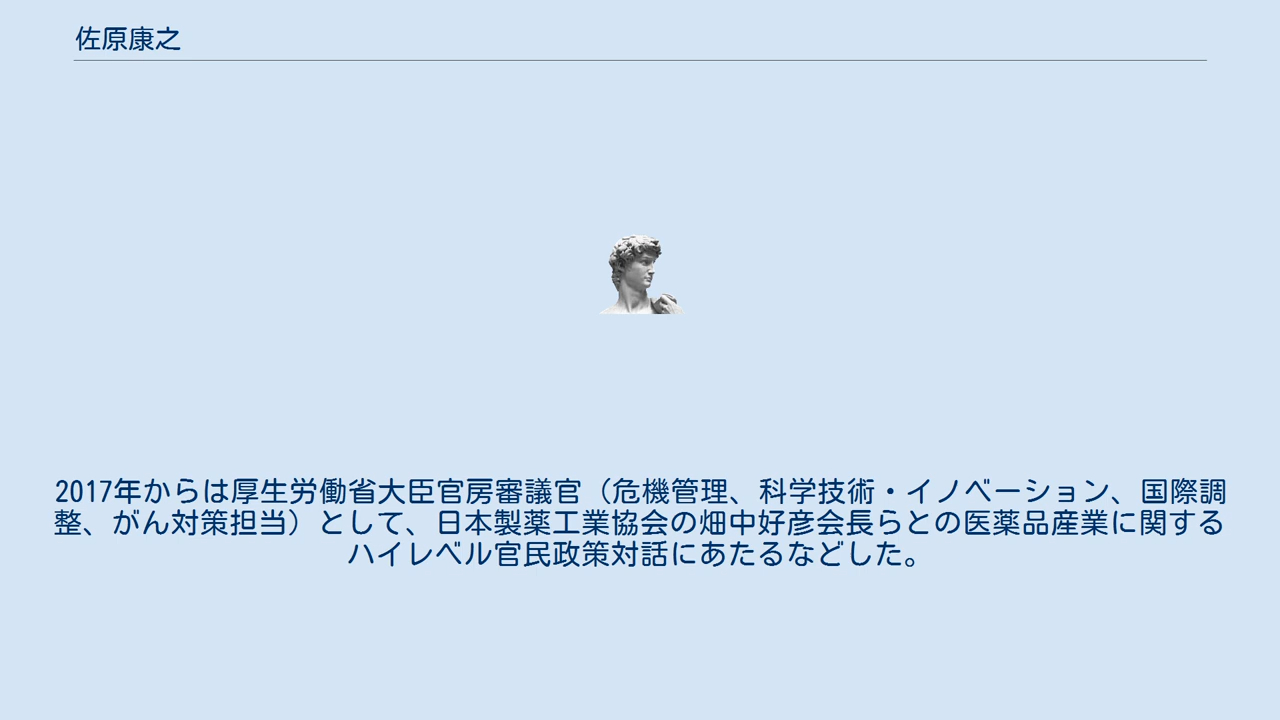 佐原康之
2017年からは厚生労働省大臣官房審議官（危機管理、科学技術・イノベーション、国際調
整、がん対策担当）として、日本製薬工業協会の畑中好彦会長らとの医薬品産業に関する
ハイレベル官民政策対話にあたるなどした。